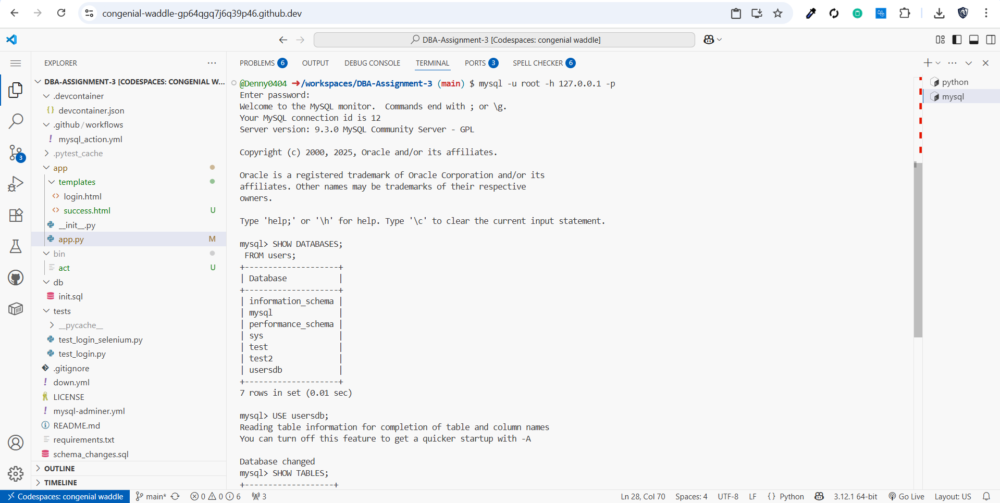 congenial-waddle-gp64qgq7j6q39p46.github.dev
DBA-Assignment-3 [Codespaces: congenial waddle]
EXPLORER
DBA-ASSIGNMENT-3 [CODESPACES: CONGENIAL W...
.devcontainer
{} devcontainer.json
.github/workflows
! mysql_action.yml
.pytest_cache
app
templates
<> login.html
<> success.html U
__init__.py
app.py M
bin
act U
db
init.sql
tests
__pycache__
test_login_selenium.py
test_login.py
.gitignore
! down.yml
LICENSE
! mysql-adminer.yml
README.md
requirements.txt
schema_changes.sql
OUTLINE
TIMELINE
3
PROBLEMS 6 OUTPUT DEBUG CONSOLE TERMINAL PORTS 3 SPELL CHECKER 6
@Denny0404 ➜/workspaces/DBA-Assignment-3 (main) $ mysql -u root -h 127.0.0.1 -p
Enter password:
Welcome to the MySQL monitor.  Commands end with ; or \g.
Your MySQL connection id is 12
Server version: 9.3.0 MySQL Community Server - GPL
Copyright (c) 2000, 2025, Oracle and/or its affiliates.
Oracle is a registered trademark of Oracle Corporation and/or its
affiliates. Other names may be trademarks of their respective
owners.
Type 'help;' or '\h' for help. Type '\c' to clear the current input statement.
mysql> SHOW DATABASES;
 FROM users;
+--------------------+
| Database           |
+--------------------+
| information_schema |
| mysql              |
| performance_schema |
| sys                |
| test               |
| test2              |
| usersdb            |
+--------------------+
7 rows in set (0.01 sec)
mysql> USE usersdb;
Reading table information for completion of table and column names
You can turn off this feature to get a quicker startup with -A
Database changed
mysql> SHOW TABLES;
+-------------------+
python
mysql
Codespaces: congenial waddle main* 0 0 6 3 Ln 28, Col 70 Spaces: 4 UTF-8 LF {} Python 3.12.1 64-bit Go Live Layout: US